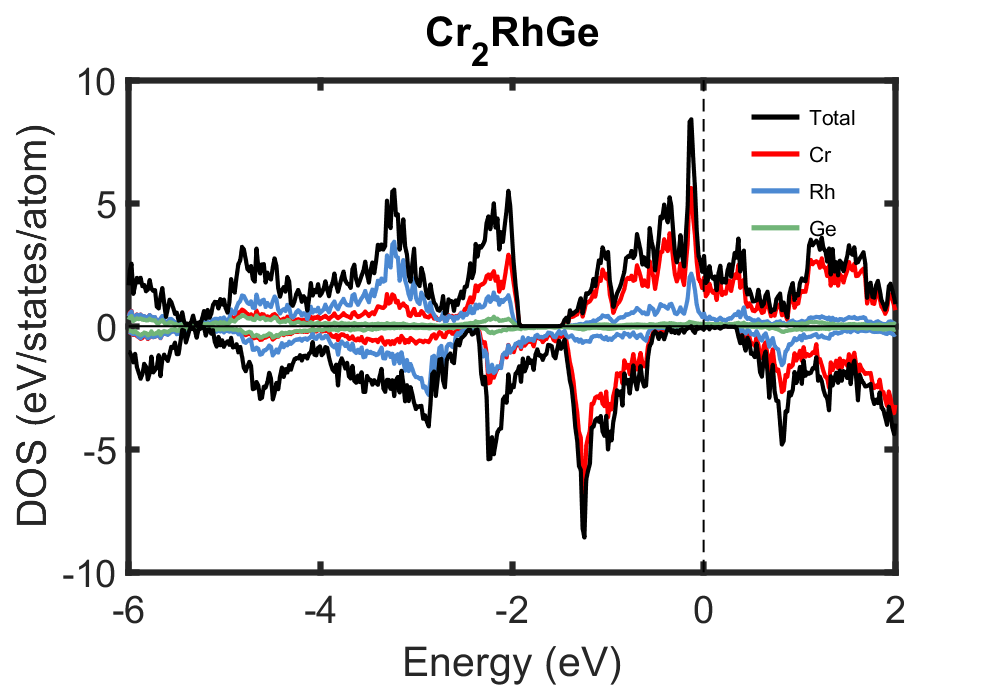 Cr2RhGe
DOS (eV/states/atom)
10
5
0
-5
-10
Total
Cr
Rh
Ge
-6
-4
-2
0
2
Energy (eV)